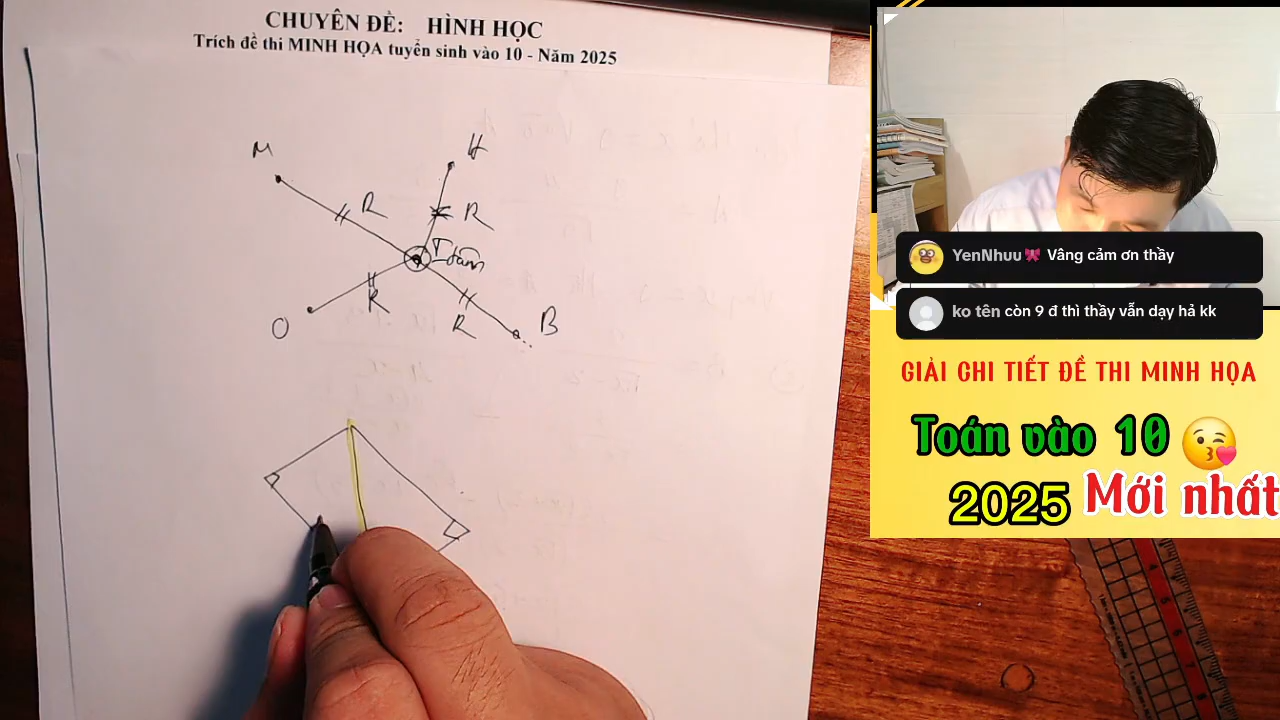 CHUYÊN ĐỀ: HÌNH HỌC
Trích đề thi MINH HỌA tuyển sinh vào 10 - Năm 2025
M
H
R
R
I tâm
R
R
O
B
YenNhuu🎀 Vâng cảm ơn thầy
ko tên còn 9 đ thì thầy vẫn dạy hả kk
GIẢI CHI TIẾT ĐỀ THI MINH HỌA
Toán vào 10 😘
2025 Mới nhất